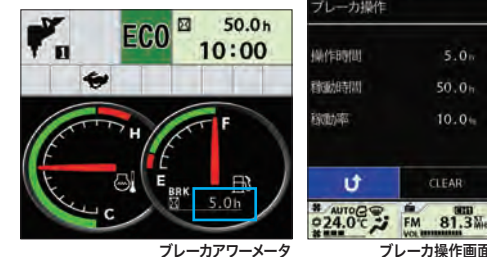 1
ECO
50.0h
10:00
H
C
F
E
BRK
5.0h
ブレーカアワーメータ
ブレーカ操作
操作時間 5.0h
稼動時間 50.0h
稼動率 10.0%
CLEAR
AUTO
24.0℃
FM 81.3
VOL
ブレーカ操作画面